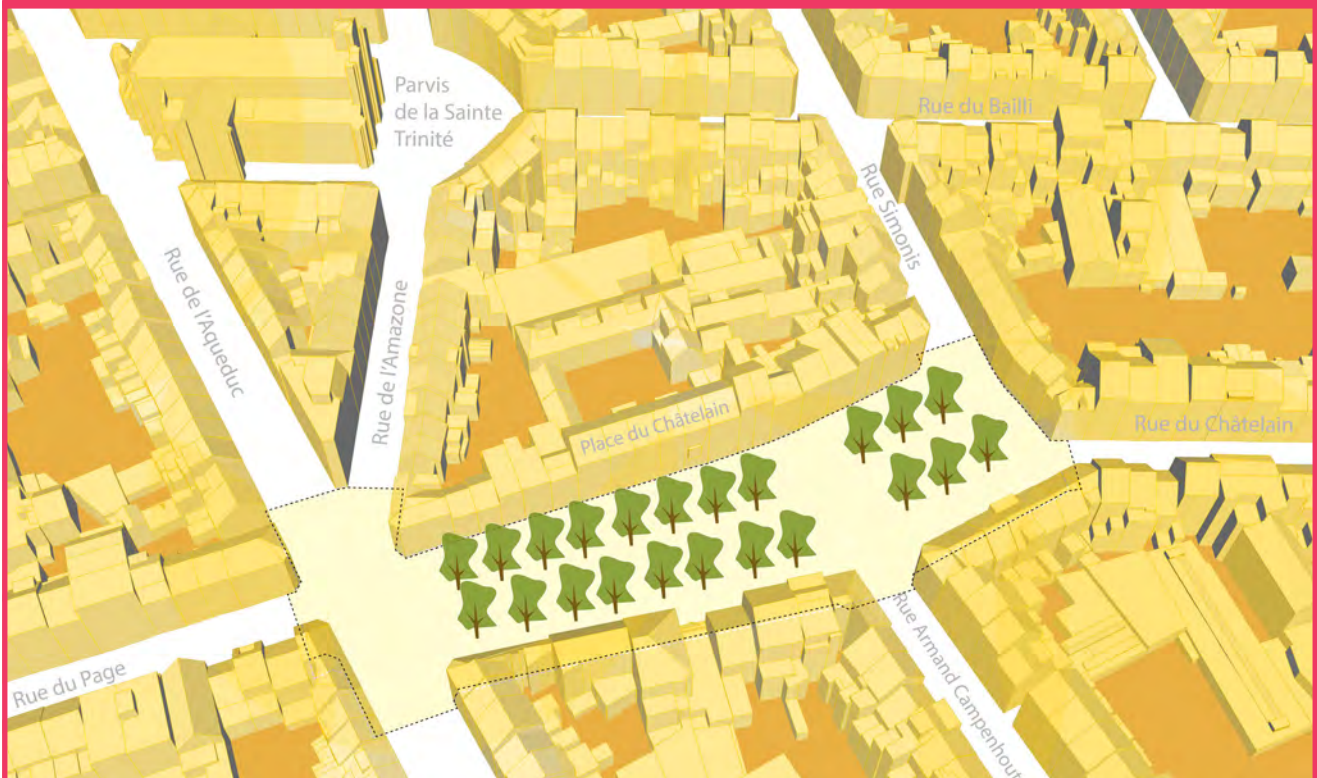 Parvis
de la Sainte
Trinité
Rue du Bailli
Rue Simonis
Rue de l'Aqueduc
Rue de l'Amazone
Place du Châtelain
Rue du Châtelain
Rue du Page
Rue Armand Campenhout